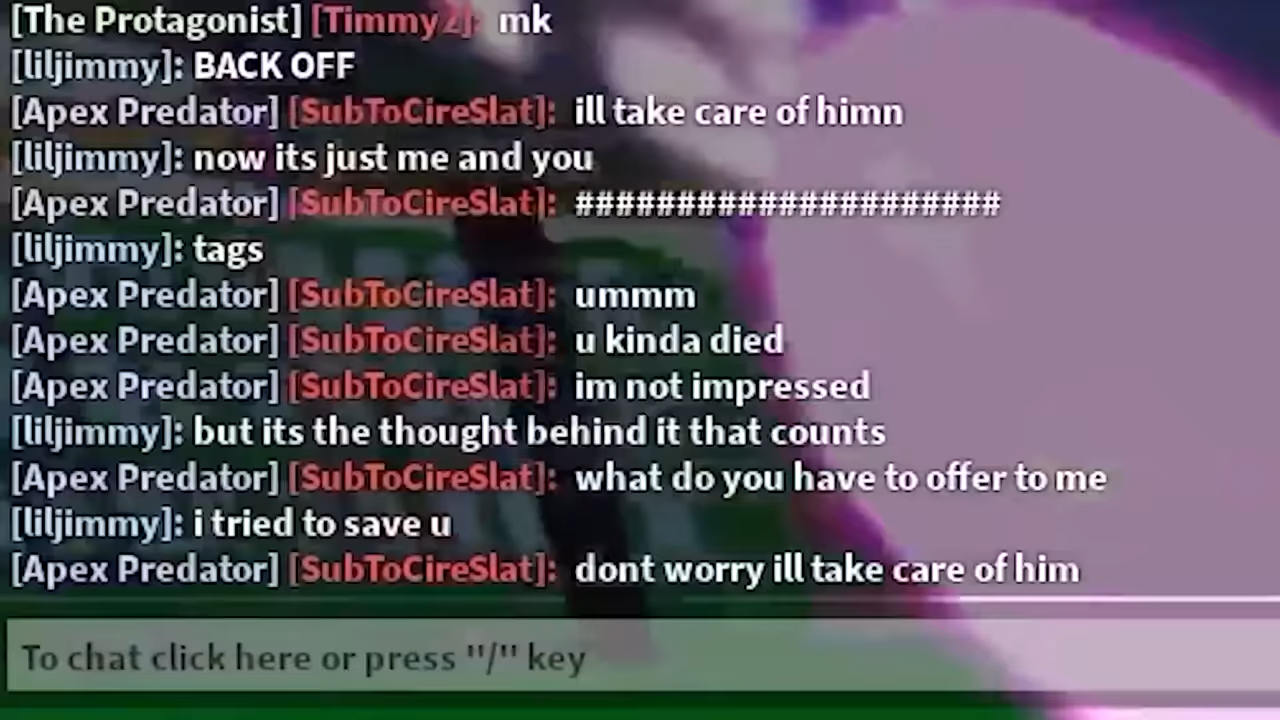 [The Protagonist] [TimmyZ]: mk
[liljimmy]: BACK OFF
[Apex Predator] [SubToCireSlat]: ill take care of himn
[liljimmy]: now its just me and you
[Apex Predator] [SubToCireSlat]: #####################
[liljimmy]: tags
[Apex Predator] [SubToCireSlat]: ummm
[Apex Predator] [SubToCireSlat]: u kinda died
[Apex Predator] [SubToCireSlat]: im not impressed
[liljimmy]: but its the thought behind it that counts
[Apex Predator] [SubToCireSlat]: what do you have to offer to me
[liljimmy]: i tried to save u
[Apex Predator] [SubToCireSlat]: dont worry ill take care of him
To chat click here or press "/" key